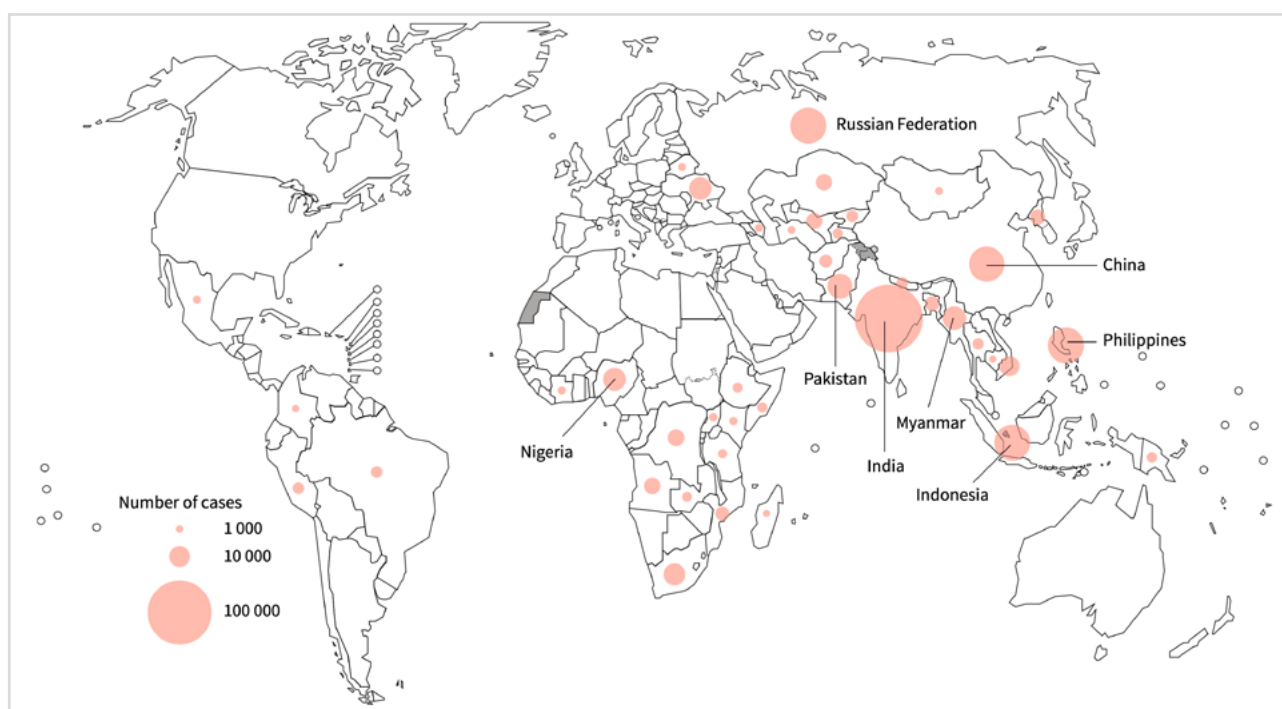 Russian Federation
China
Philippines
Pakistan
Myanmar
Nigeria
India
Indonesia
Number of cases
1 000
10 000
100 000